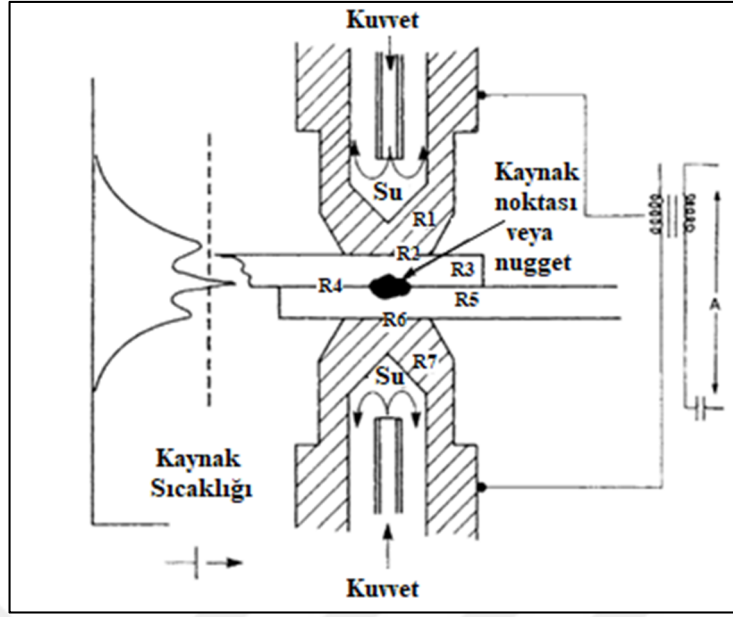 Kuvvet
Su
Kaynak
noktası
veya
nugget
R1
R2
R3
R4
R5
R6
R7
Su
A
Kaynak
Sıcaklığı
Kuvvet